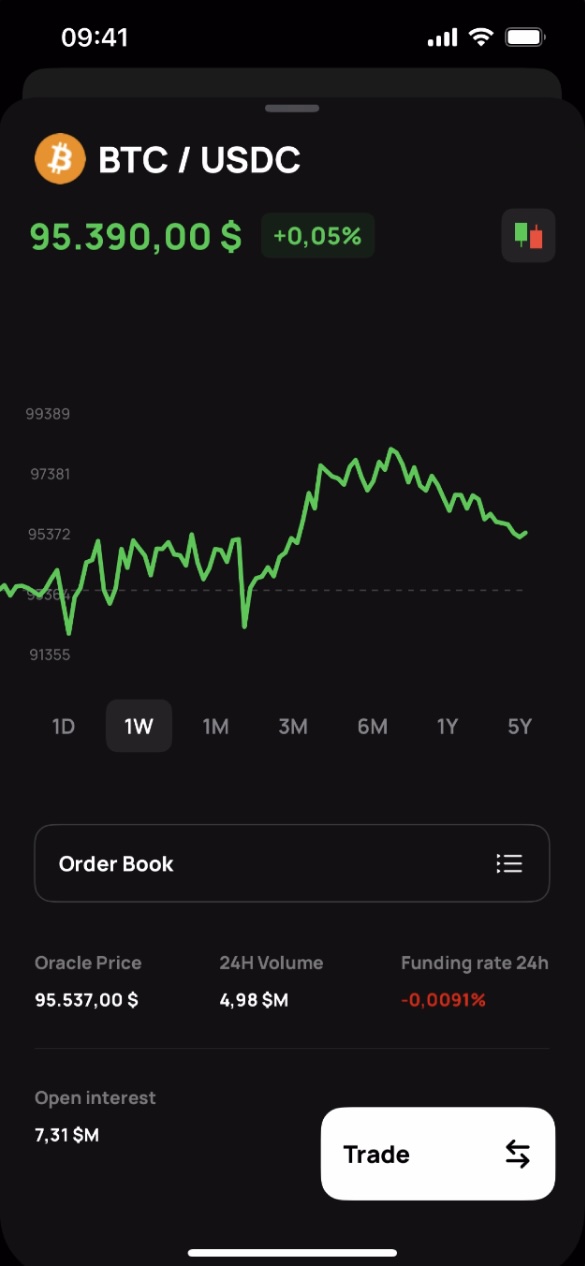 09:41
BTC / USDC
95.390,00 $ +0,05%
99389
97381
95372
93364
91355
1D 1W 1M 3M 6M 1Y 5Y
Order Book
Oracle Price 24H Volume Funding rate 24h
95.537,00 $ 4,98 $M -0,0091%
Open interest
7,31 $M
Trade